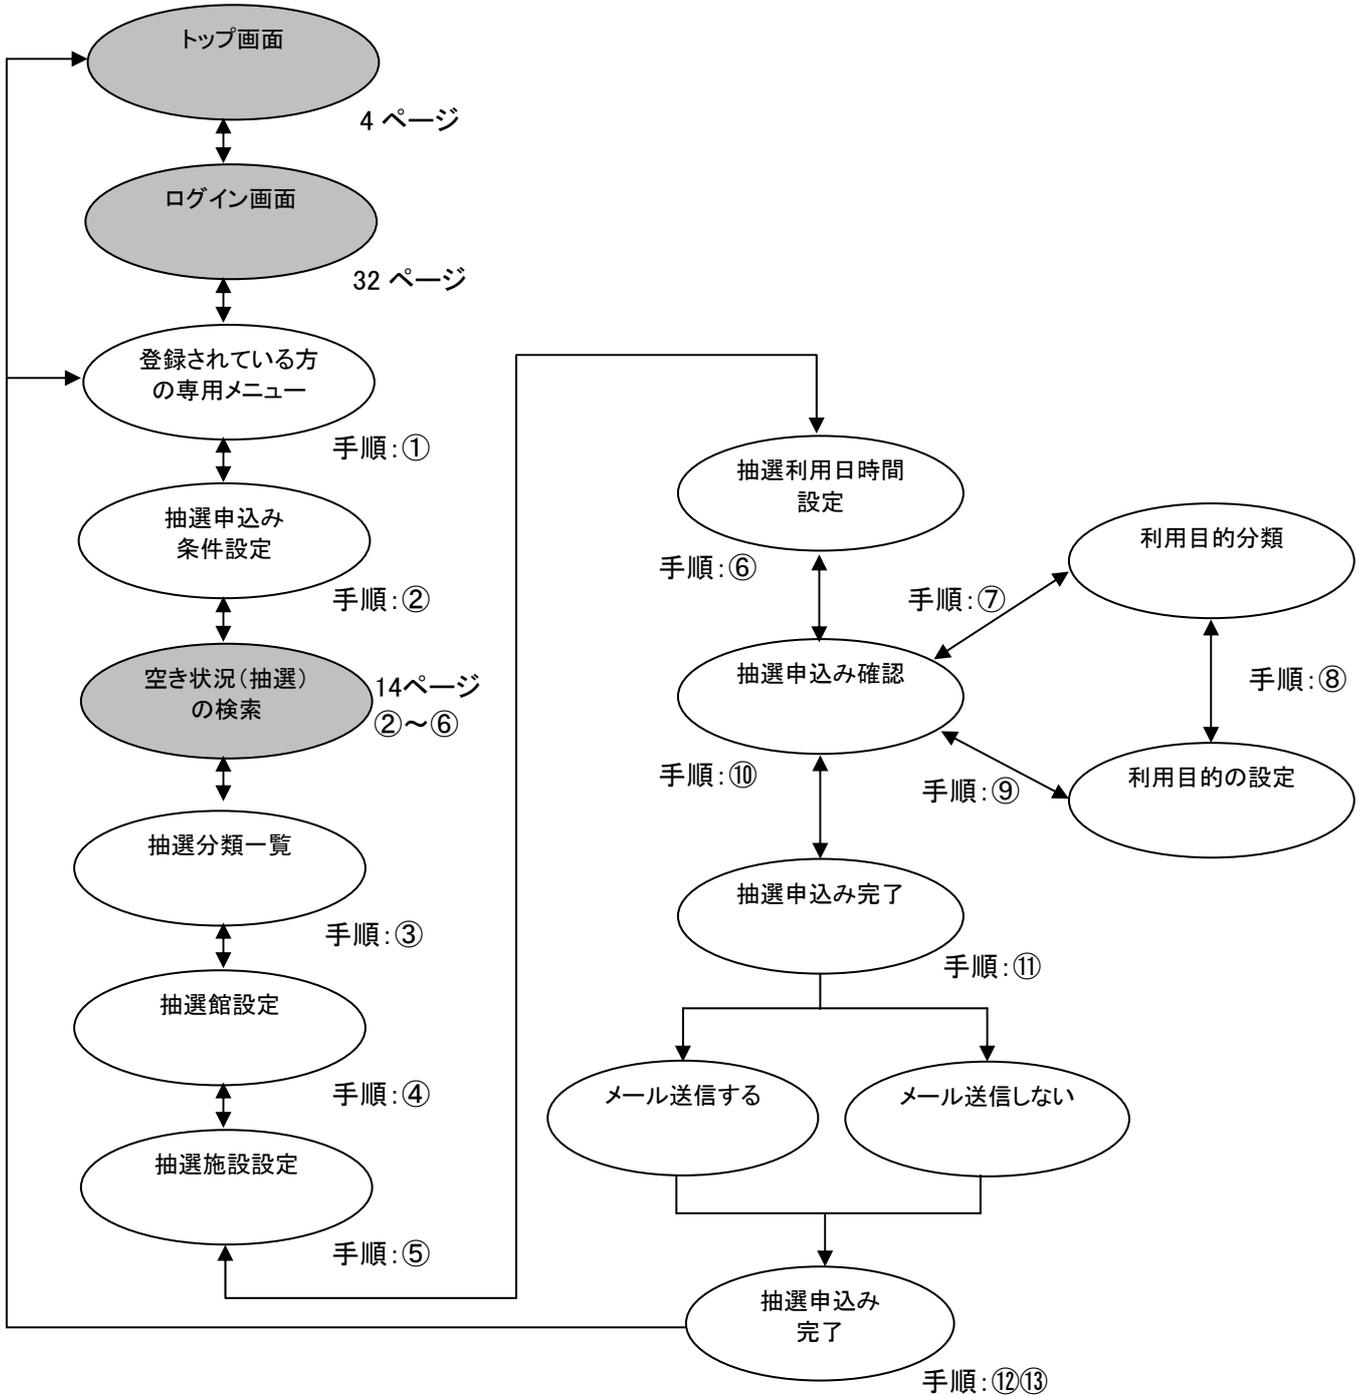 トップ画面
4 ページ
ログイン画面
32 ページ
登録されている方
の専用メニュー
手順：①
抽選申込み
条件設定
手順：②
空き状況（抽選）
の検索
14ページ
②～⑥
抽選分類一覧
手順：③
抽選館設定
手順：④
抽選施設設定
手順：⑤
抽選利用日時間
設定
手順：⑥
利用目的分類
手順：⑦
抽選申込み確認
手順：⑧
手順：⑩
手順：⑨
利用目的の設定
抽選申込み完了
手順：⑪
メール送信する
メール送信しない
抽選申込み
完了
手順：⑫⑬